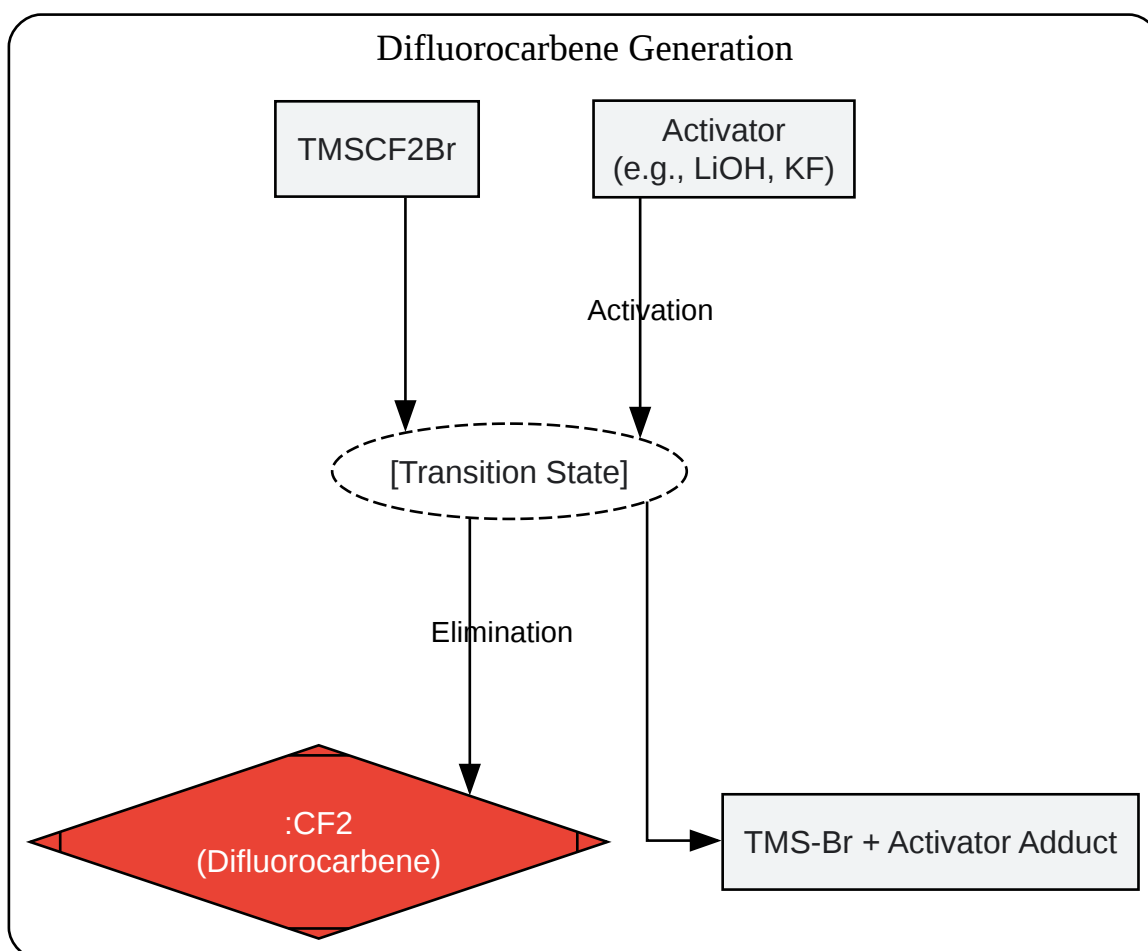 Difluorocarbene Generation
TMSCF2Br
Activator
(e.g., LiOH, KF)
Activation
[Transition State]
Elimination
:CF2
(Difluorocarbene)
TMS-Br + Activator Adduct